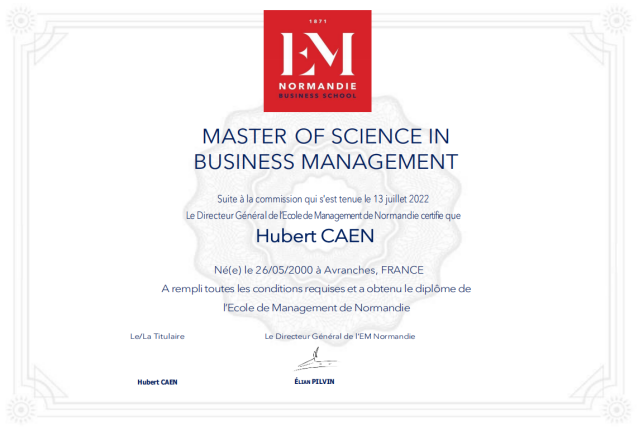 1871
EM
NORMANDIE
BUSINESS SCHOOL
MASTER OF SCIENCE IN
BUSINESS MANAGEMENT
Suite à la commission qui s'est tenue le 13 juillet 2022
Le Directeur Général de l'Ecole de Management de Normandie certifie que
Hubert CAEN
Né(e) le 26/05/2000 à Avranches, FRANCE
A rempli toutes les conditions requises et a obtenu le diplôme de
l'Ecole de Management de Normandie
Le/La Titulaire
Le Directeur Général de l'EM Normandie
Hubert CAEN
ÉLIAN PILVIN